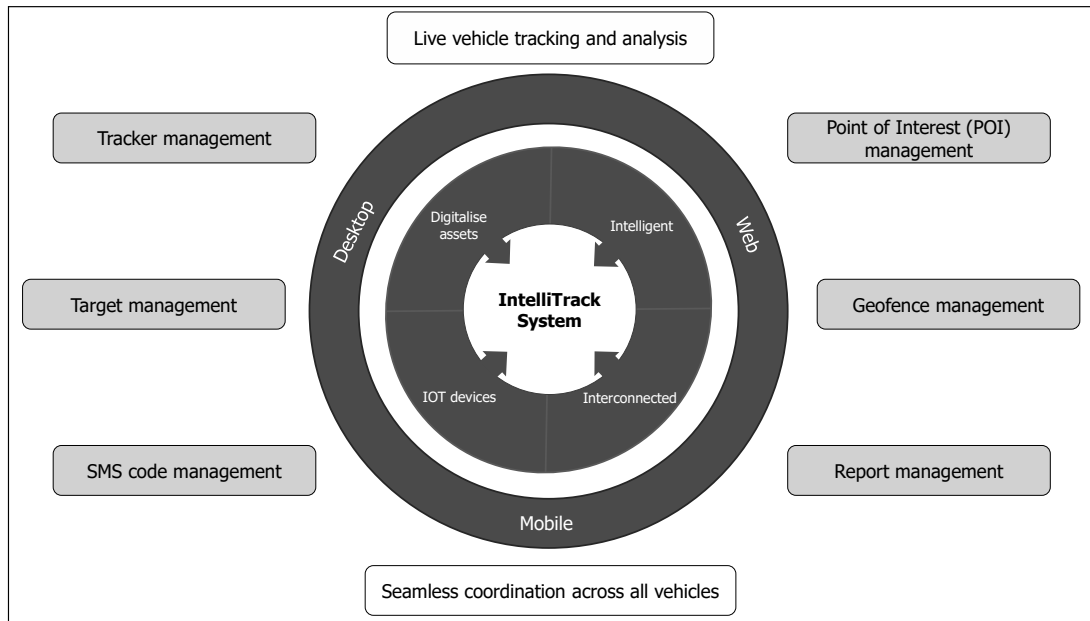 Live vehicle tracking and analysis
Tracker management
Point of Interest (POI)
management
Desktop
Web
Digitalise
assets
Intelligent
Target management
IntelliTrack
System
Geofence management
IOT devices
Interconnected
SMS code management
Report management
Mobile
Seamless coordination across all vehicles